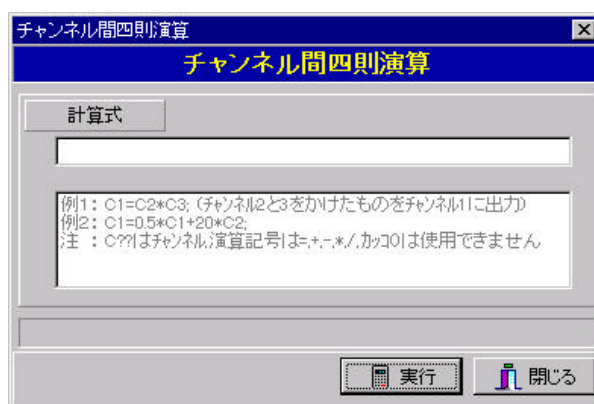 チャンネル間四則演算
チャンネル間四則演算
計算式
例1: C1=C2*C3; (チャンネル2と3をかけたものをチャンネル1に出力)
例2: C1=0.5*C1+20*C2;
注 : C??はチャンネル,演算記号は=,+,-,*,/,カッコ()は使用できません
実行
閉じる